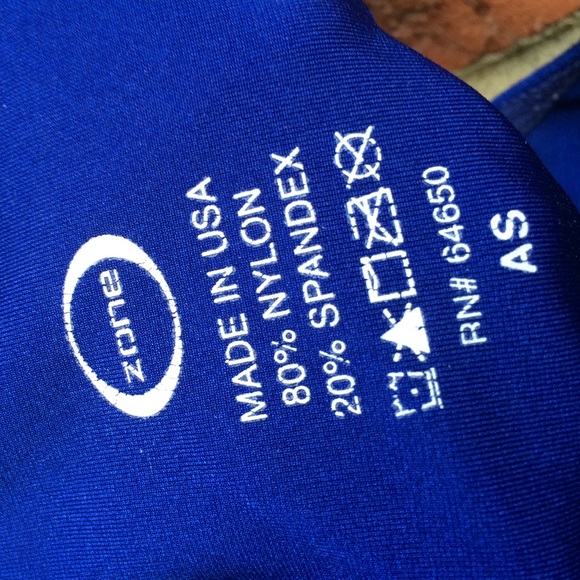 zone
MADE IN USA
80% NYLON
20% SPANDEX
RN# 64650
AS